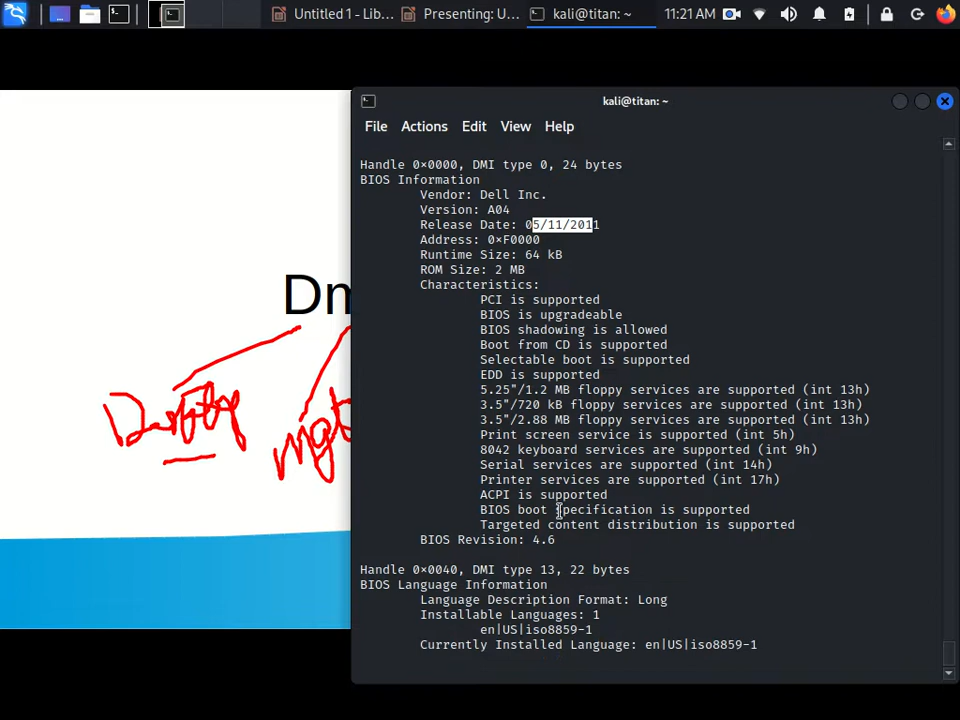 Untitled 1 - Lib...
Presenting: U...
kali@titan: ~
11:21 AM
kali@titan: ~
File Actions Edit View Help
Handle 0×0000, DMI type 0, 24 bytes
BIOS Information
Vendor: Dell Inc.
Version: A04
Release Date: 05/11/2011
Address: 0×F0000
Runtime Size: 64 kB
ROM Size: 2 MB
Characteristics:
PCI is supported
BIOS is upgradeable
BIOS shadowing is allowed
Boot from CD is supported
Selectable boot is supported
EDD is supported
5.25"/1.2 MB floppy services are supported (int 13h)
3.5"/720 kB floppy services are supported (int 13h)
3.5"/2.88 MB floppy services are supported (int 13h)
Print screen service is supported (int 5h)
8042 keyboard services are supported (int 9h)
Serial services are supported (int 14h)
Printer services are supported (int 17h)
ACPI is supported
BIOS boot specification is supported
Targeted content distribution is supported
BIOS Revision: 4.6
Handle 0×0040, DMI type 13, 22 bytes
BIOS Language Information
Language Description Format: Long
Installable Languages: 1
en|US|iso8859-1
Currently Installed Language: en|US|iso8859-1
Dm